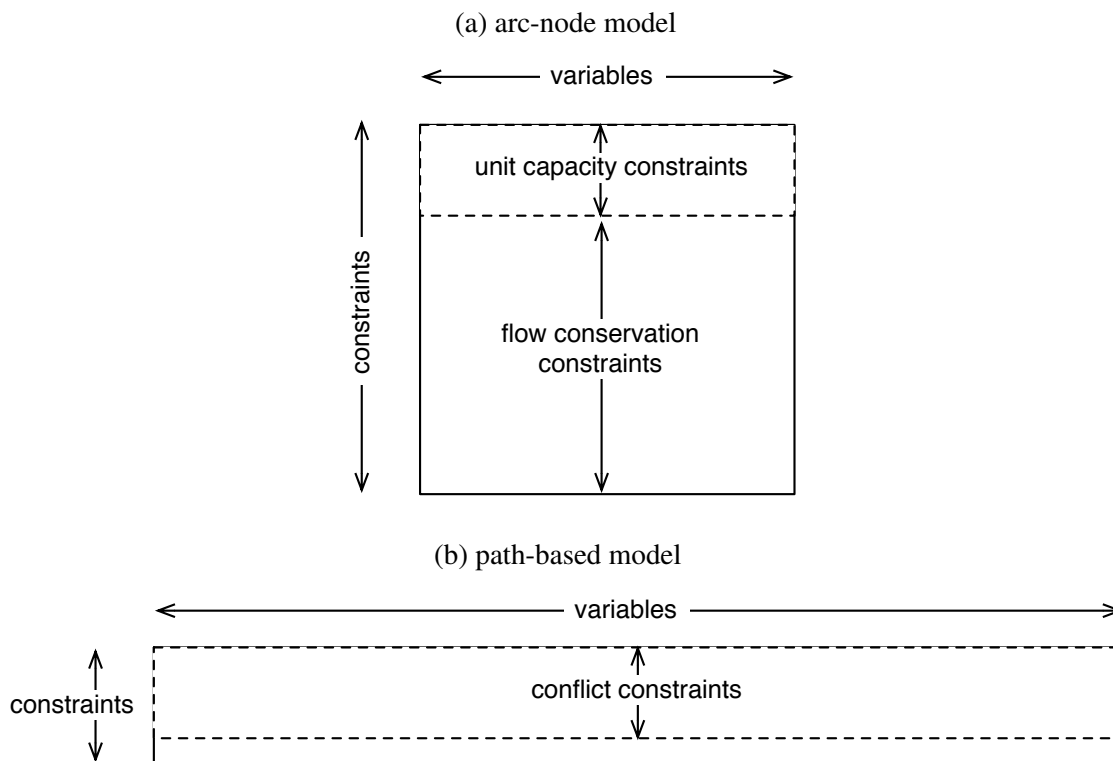 (a) arc-node model
variables
unit capacity constraints
constraints
flow conservation
constraints
(b) path-based model
variables
conflict constraints
constraints